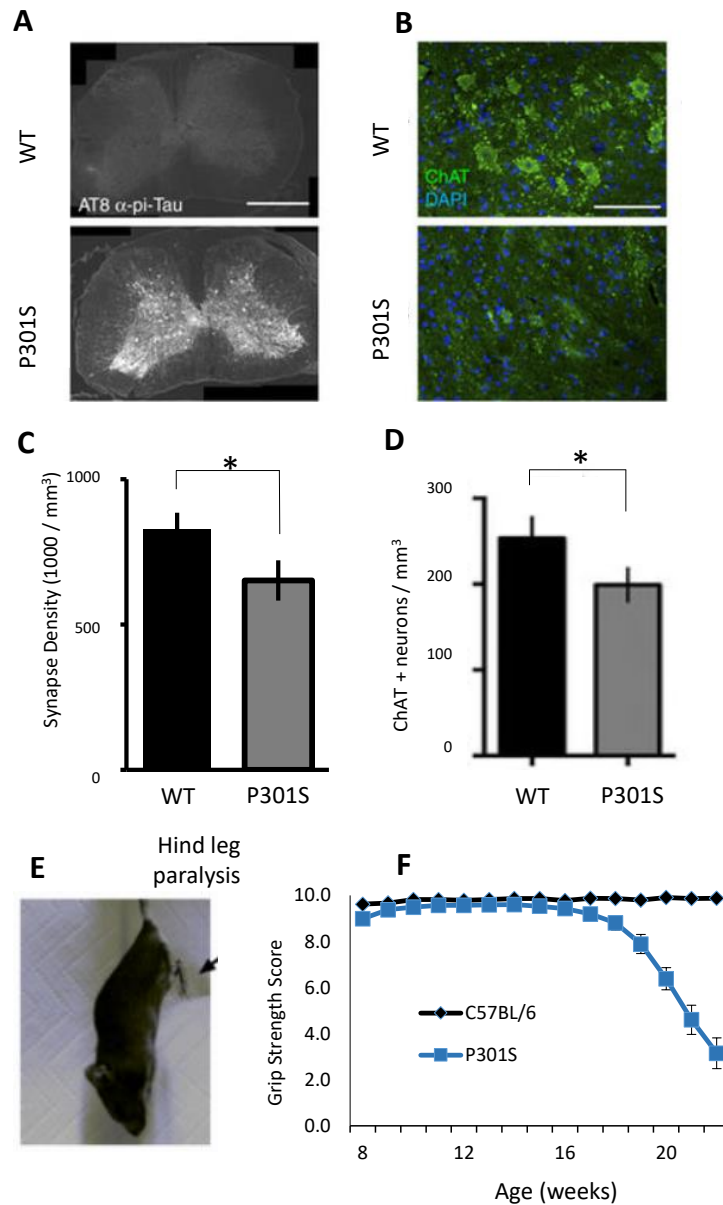 A
B
WT
AT8 α-pi-Tau
P301S
WT
ChAT
DAPI
P301S
C
D
Synapse Density (1000 / mm³)
1000
500
0
*
WT P301S
ChAT + neurons / mm³
300
200
100
0
*
WT P301S
E
Hind leg
paralysis
F
Grip Strength Score
10.0
8.0
6.0
4.0
2.0
0.0
C57BL/6
P301S
8 12 16 20
Age (weeks)